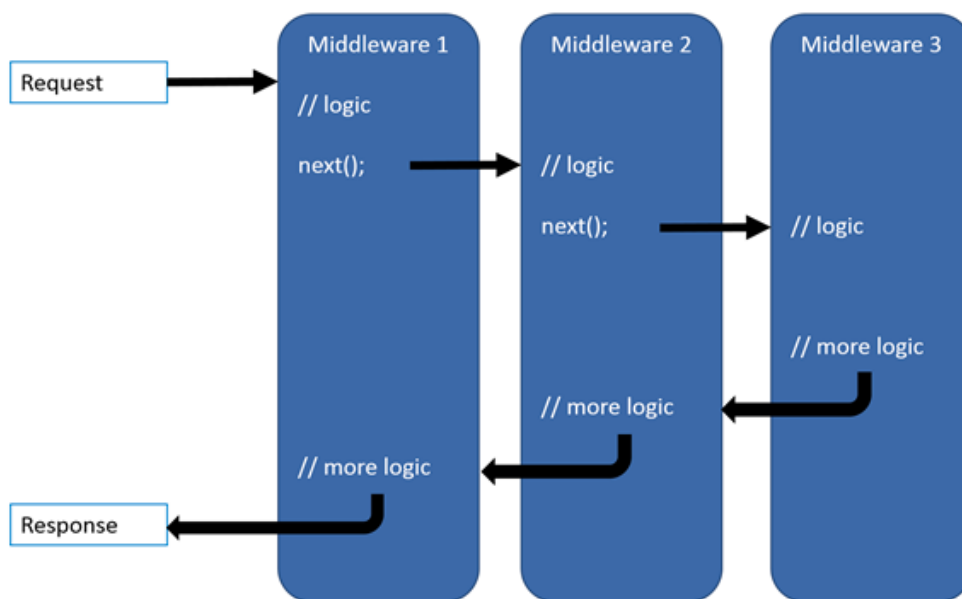 Middleware 1
Middleware 2
Middleware 3
Request
// logic
next();
// logic
next();
// logic
// more logic
// more logic
// more logic
Response